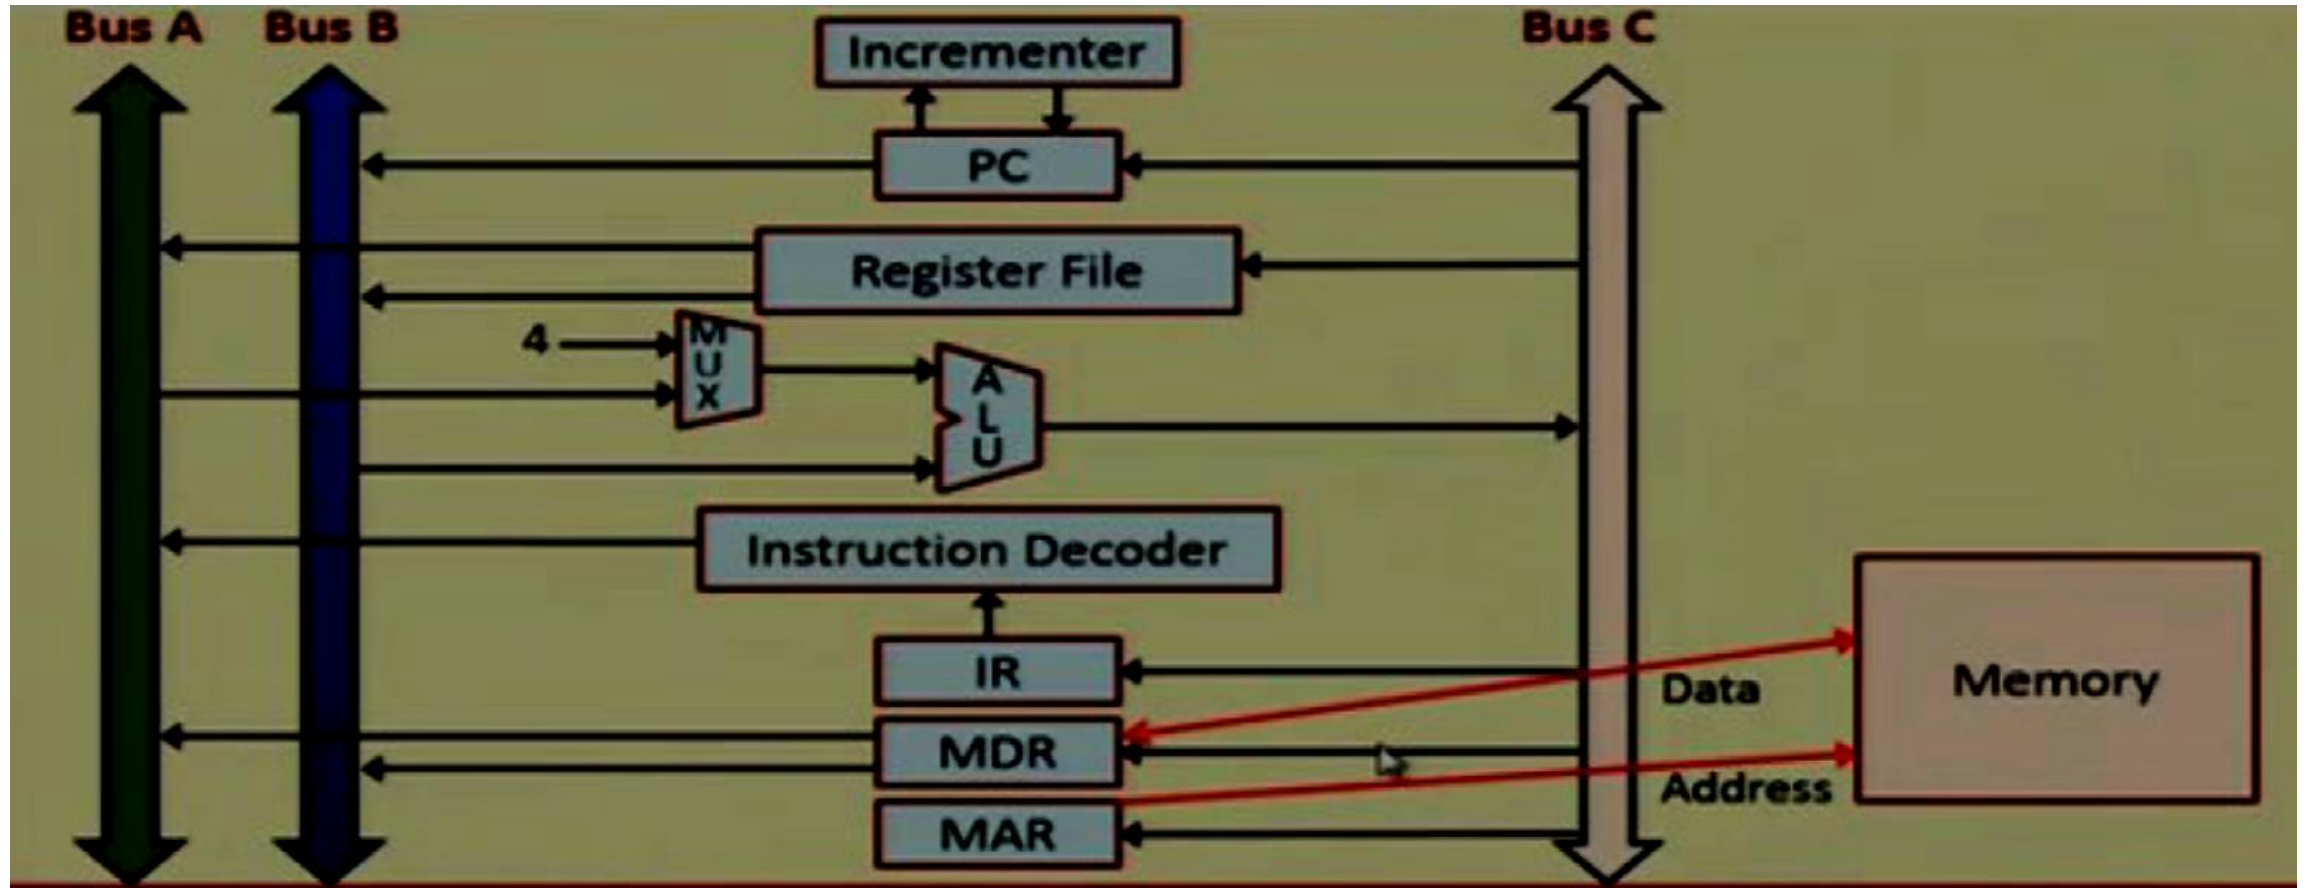 Bus A
Bus B
Incrementer
Bus C
PC
Register File
4
MUX
ALU
Instruction Decoder
IR
Data
Memory
MDR
Address
MAR